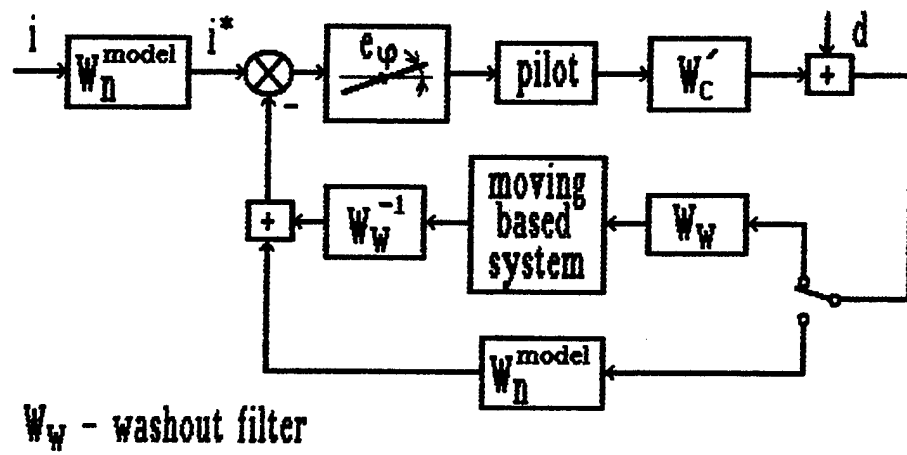 i
W_n^model
i*
e_φ
pilot
W_c′
+
d
-
+
W_W^-1
moving
based
system
W_W
W_n^model
W_W - washout filter